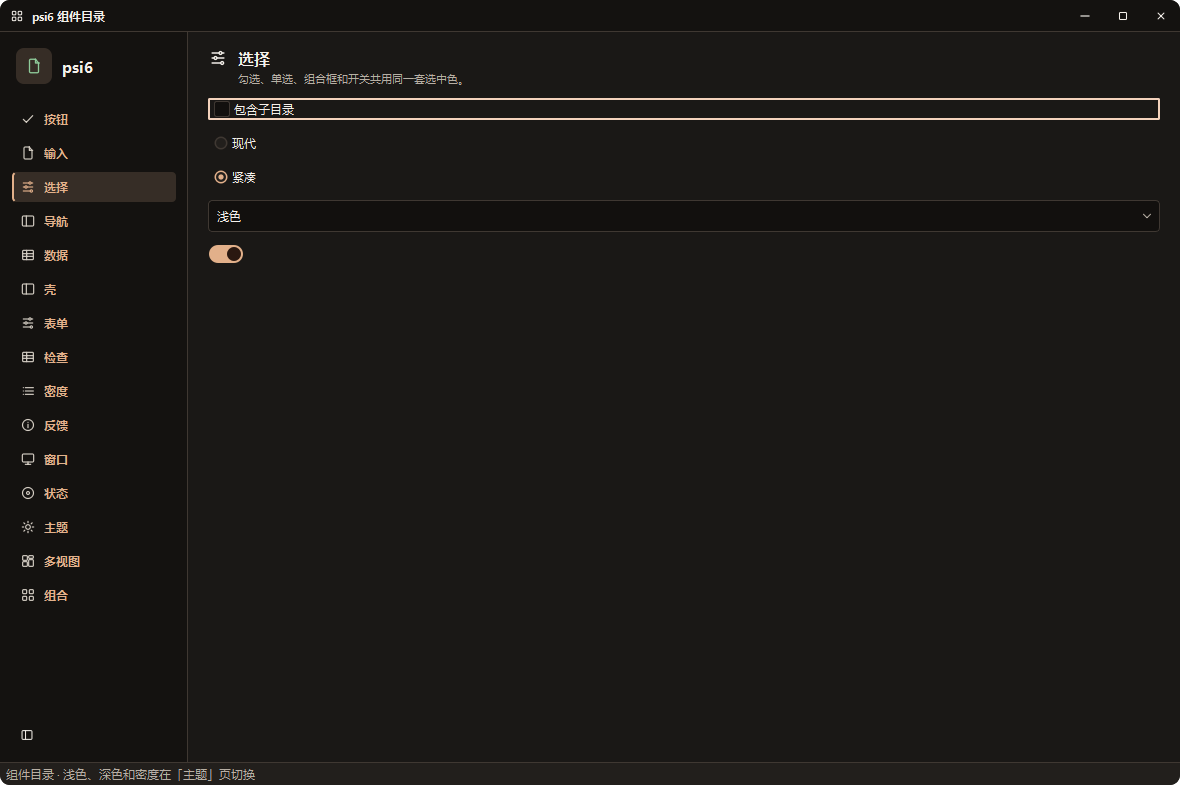 psi6 组件目录
psi6
按钮
输入
选择
导航
数据
壳
表单
检查
密度
反馈
窗口
状态
主题
多视图
组合
选择
勾选、单选、组合框和开关共用同一套选中色。
包含子目录
现代
紧凑
浅色
组件目录 · 浅色、深色和密度在「主题」页切换